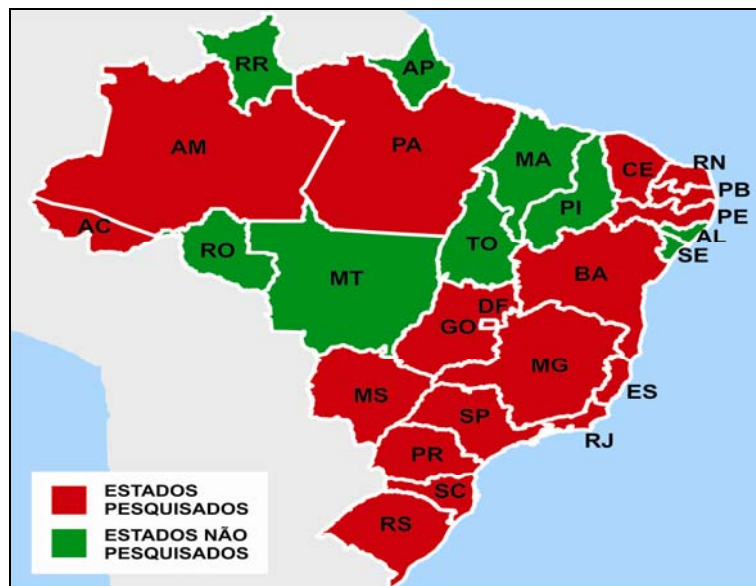 RR
AP
AM
PA
MA
CE
RN
PB
PI
PE
AC
AL
RO
TO
SE
MT
BA
DF
GO
MG
MS
ES
SP
RJ
PR
SC
RS
ESTADOS
PESQUISADOS
ESTADOS NÃO
PESQUISADOS